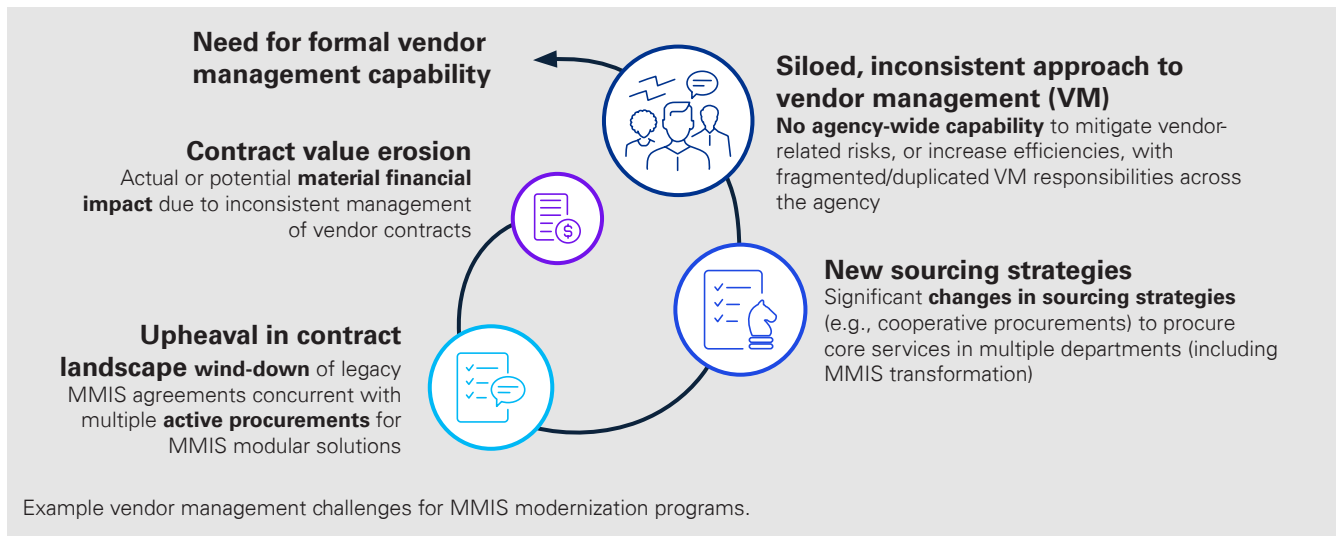 Need for formal vendor
management capability
Siloed, inconsistent approach to
vendor management (VM)
No agency-wide capability to mitigate vendor-
related risks, or increase efficiencies, with
fragmented/duplicated VM responsibilities across
the agency
Contract value erosion
Actual or potential material financial
impact due to inconsistent management
of vendor contracts
$
New sourcing strategies
Significant changes in sourcing strategies
(e.g., cooperative procurements) to procure
core services in multiple departments (including
MMIS transformation)
Upheaval in contract
landscape wind-down of legacy
MMIS agreements concurrent with
multiple active procurements for
MMIS modular solutions
Example vendor management challenges for MMIS modernization programs.